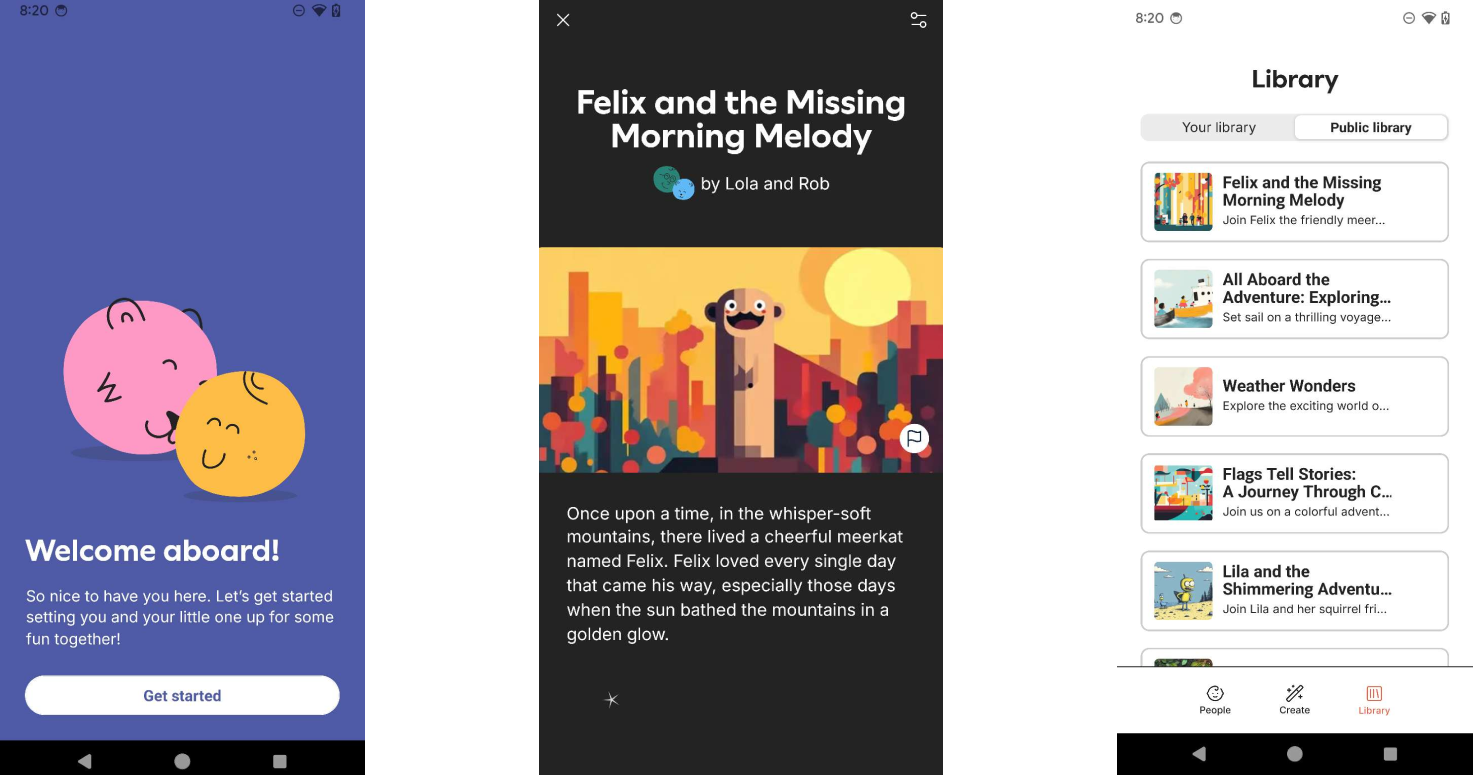 8:20
Welcome aboard!
So nice to have you here. Let's get started
setting you and your little one up for some
fun together!
Get started
Felix and the Missing
Morning Melody
by Lola and Rob
Once upon a time, in the whisper-soft
mountains, there lived a cheerful meerkat
named Felix. Felix loved every single day
that came his way, especially those days
when the sun bathed the mountains in a
golden glow.
8:20
Library
Your library
Public library
Felix and the Missing
Morning Melody
Join Felix the friendly meer...
All Aboard the
Adventure: Exploring...
Set sail on a thrilling voyage...
Weather Wonders
Explore the exciting world o...
Flags Tell Stories:
A Journey Through C...
Join us on a colorful advent...
Lila and the
Shimmering Adventu...
Join Lila and her squirrel fri...
People
Create
Library